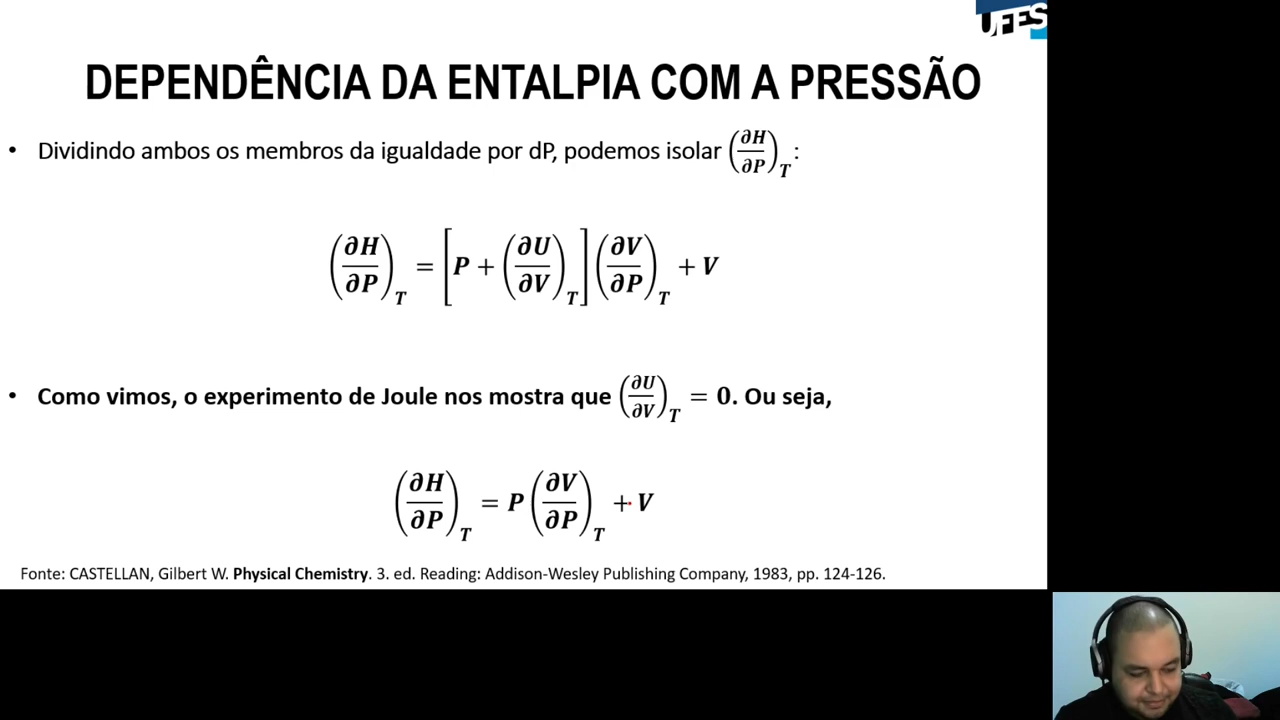 UFES
DEPENDÊNCIA DA ENTALPIA COM A PRESSÃO
• Dividindo ambos os membros da igualdade por dP, podemos isolar (∂H/∂P)_T:
(∂H/∂P)_T = [P + (∂U/∂V)_T] (∂V/∂P)_T + V
• Como vimos, o experimento de Joule nos mostra que (∂U/∂V)_T = 0. Ou seja,
(∂H/∂P)_T = P (∂V/∂P)_T + V
Fonte: CASTELLAN, Gilbert W. Physical Chemistry. 3. ed. Reading: Addison-Wesley Publishing Company, 1983, pp. 124-126.